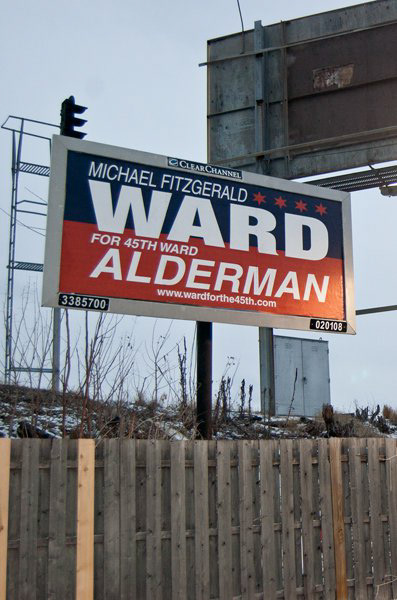 CLEARCHANNEL
MICHAEL FITZGERALD
WARD
FOR 45TH WARD
ALDERMAN
www.wardforthe45th.com
3385700
020108